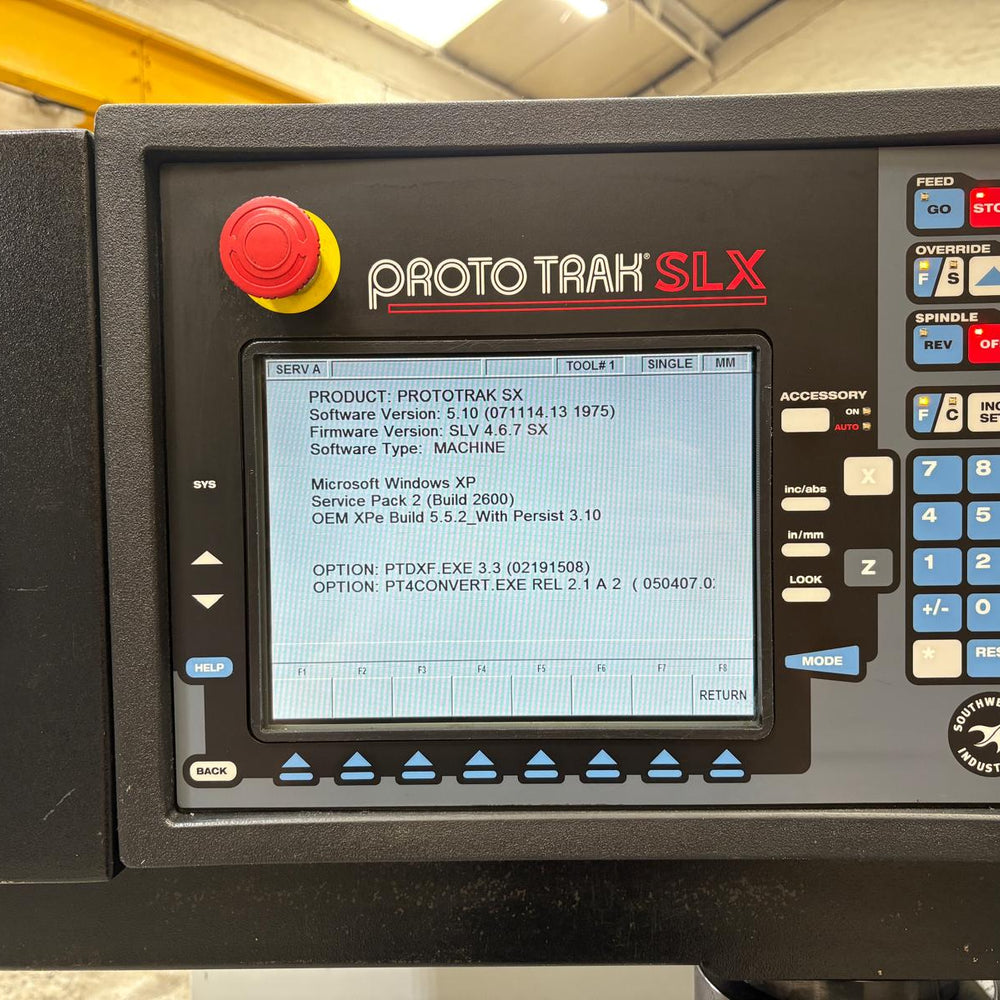 FEED
GO
PROTOTRAK® SLX
OVERRIDE
F/S
SPINDLE
REV
SERV A TOOL# 1 SINGLE MM
PRODUCT: PROTOTRAK SX
Software Version: 5.10 (071114.13 1975)
Firmware Version: SLV 4.6.7 SX
Software Type: MACHINE
Microsoft Windows XP
Service Pack 2 (Build 2600)
OEM XPe Build 5.5.2_With Persist 3.10
OPTION: PTDXF.EXE 3.3 (02191508)
OPTION: PT4CONVERT.EXE REL 2.1 A 2 ( 050407.0
F1 F2 F3 F4 F5 F6 F7 F8
RETURN
SYS
HELP
BACK
ACCESSORY
ON
AUTO
F/C
X
inc/abs
in/mm
Z
LOOK
MODE
7 8
4 5
1 2
+/- 0
*